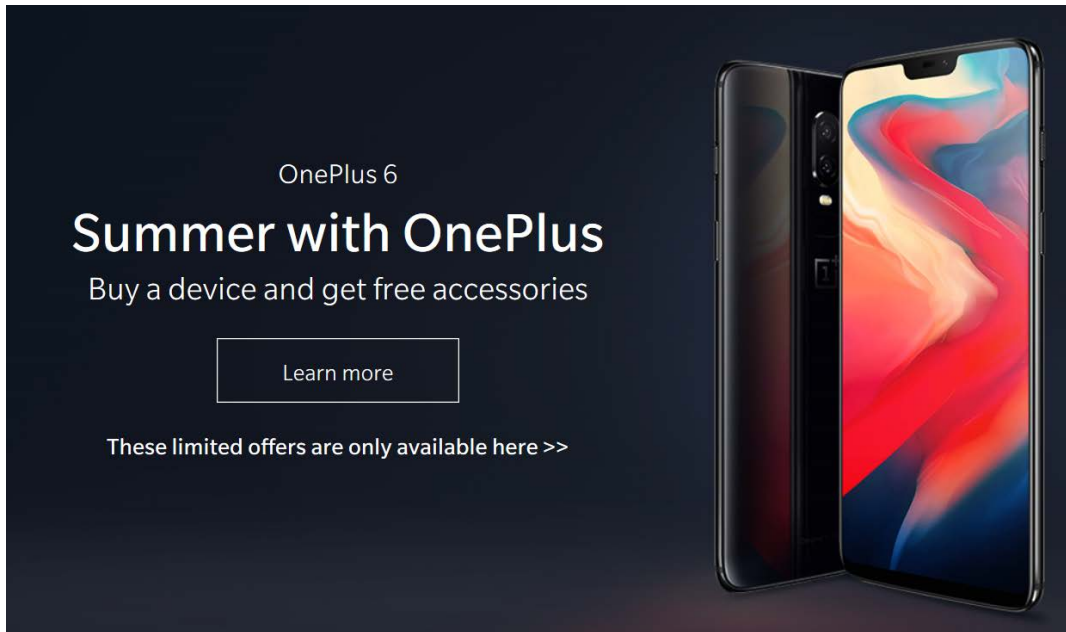 OnePlus 6
Summer with OnePlus
Buy a device and get free accessories
Learn more
These limited offers are only available here >>